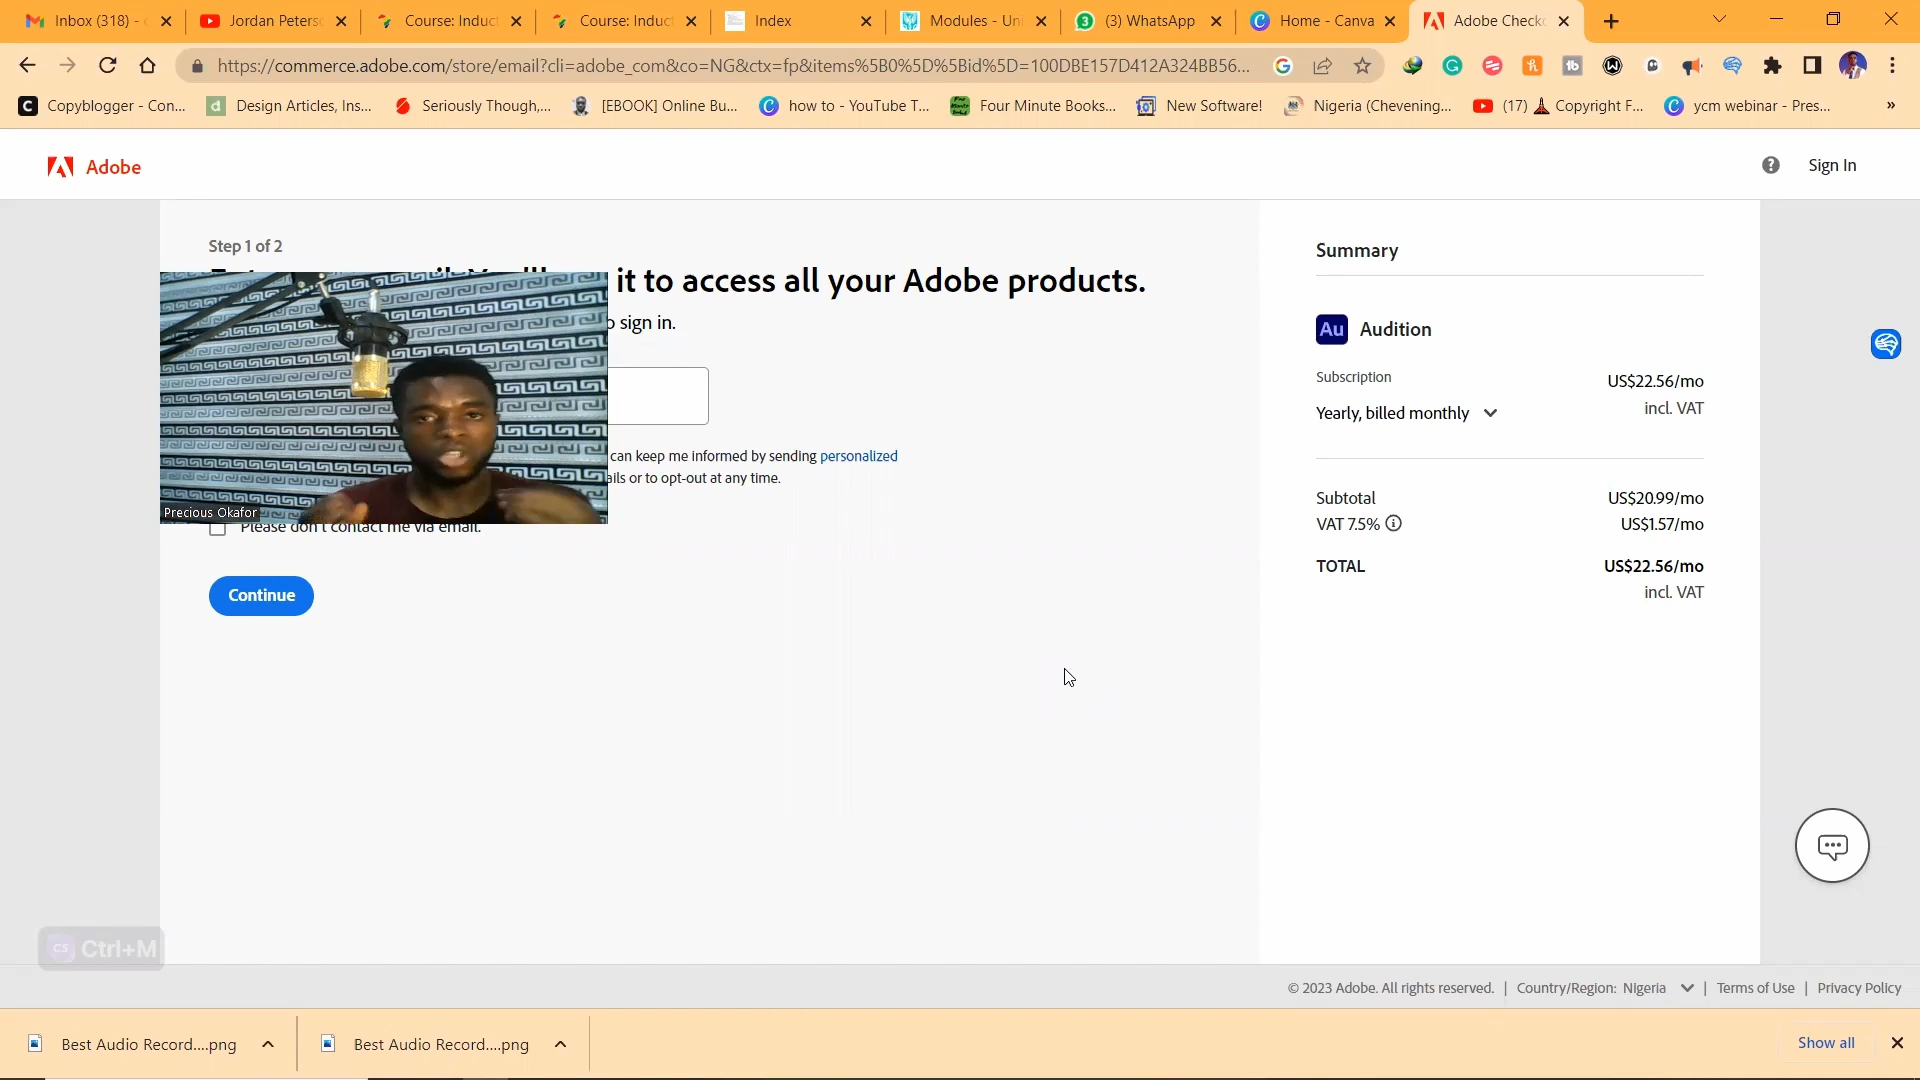 Inbox (318) -
Jordan Peters
Course: Induct
Course: Induct
Index
Modules - Uni
(3) WhatsApp
Home - Canva
Adobe Check
https://commerce.adobe.com/store/email?cli=adobe_com&co=NG&ctx=fp&items%5B0%5D%5Bid%5D=100DBE157D412A324BB56...
Copyblogger - Con...
Design Articles, Ins...
Seriously Though,...
[EBOOK] Online Bu...
how to - YouTube T...
Four Minute Books...
New Software!
Nigeria (Chevening...
(17) Copyright F...
ycm webinar - Pres...
»
Adobe
Sign In
Step 1 of 2
it to access all your Adobe products.
sign in.
can keep me informed by sending personalized
ails or to opt-out at any time.
Precious Okafor
Please don't contact me via email.
Continue
Summary
Au Audition
Subscription
US$22.56/mo
Yearly, billed monthly
incl. VAT
Subtotal US$20.99/mo
VAT 7.5% US$1.57/mo
TOTAL US$22.56/mo
incl. VAT
CS Ctrl+M
© 2023 Adobe. All rights reserved. | Country/Region: Nigeria | Terms of Use | Privacy Policy
Best Audio Record....png
Best Audio Record....png
Show all